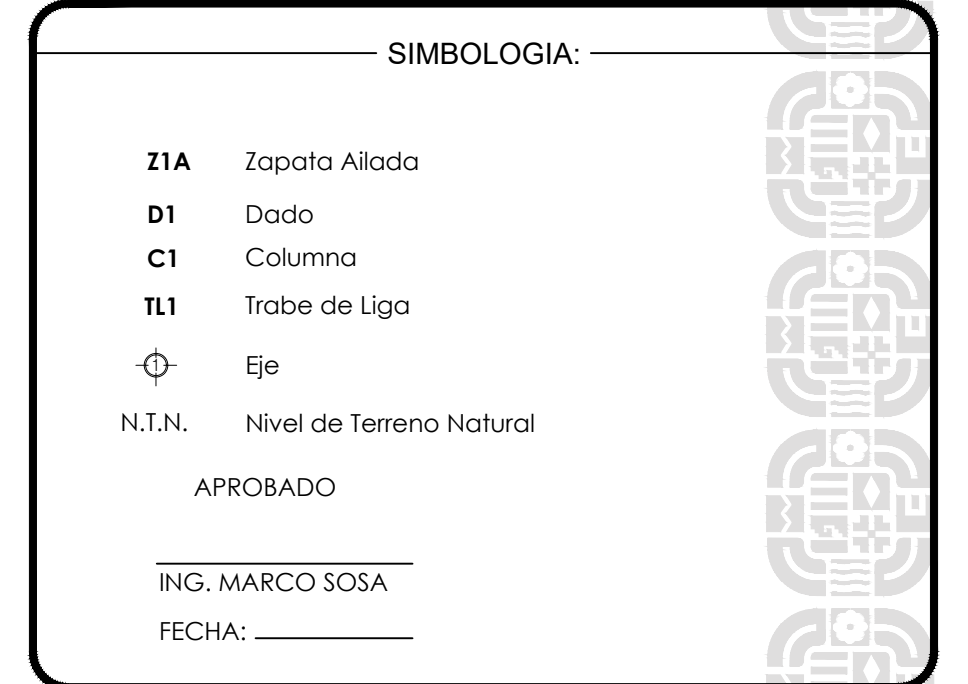 SIMBOLOGIA:
Z1A Zapata Ailada
D1 Dado
C1 Columna
TL1 Trabe de Liga
1 Eje
N.T.N. Nivel de Terreno Natural
APROBADO
ING. MARCO SOSA
FECHA: